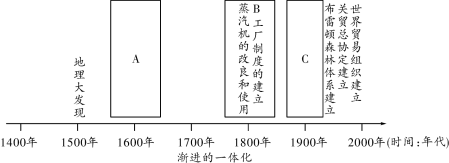 地理大发现
A
蒸汽机的改良和使用
B工厂制度的建立
C
布雷顿森林体系建立
关贸总协定建立
世界贸易组织建立
1400年 1500年 1600年 1700年 1800年 1900年 2000年(时间:年代)
渐进的一体化